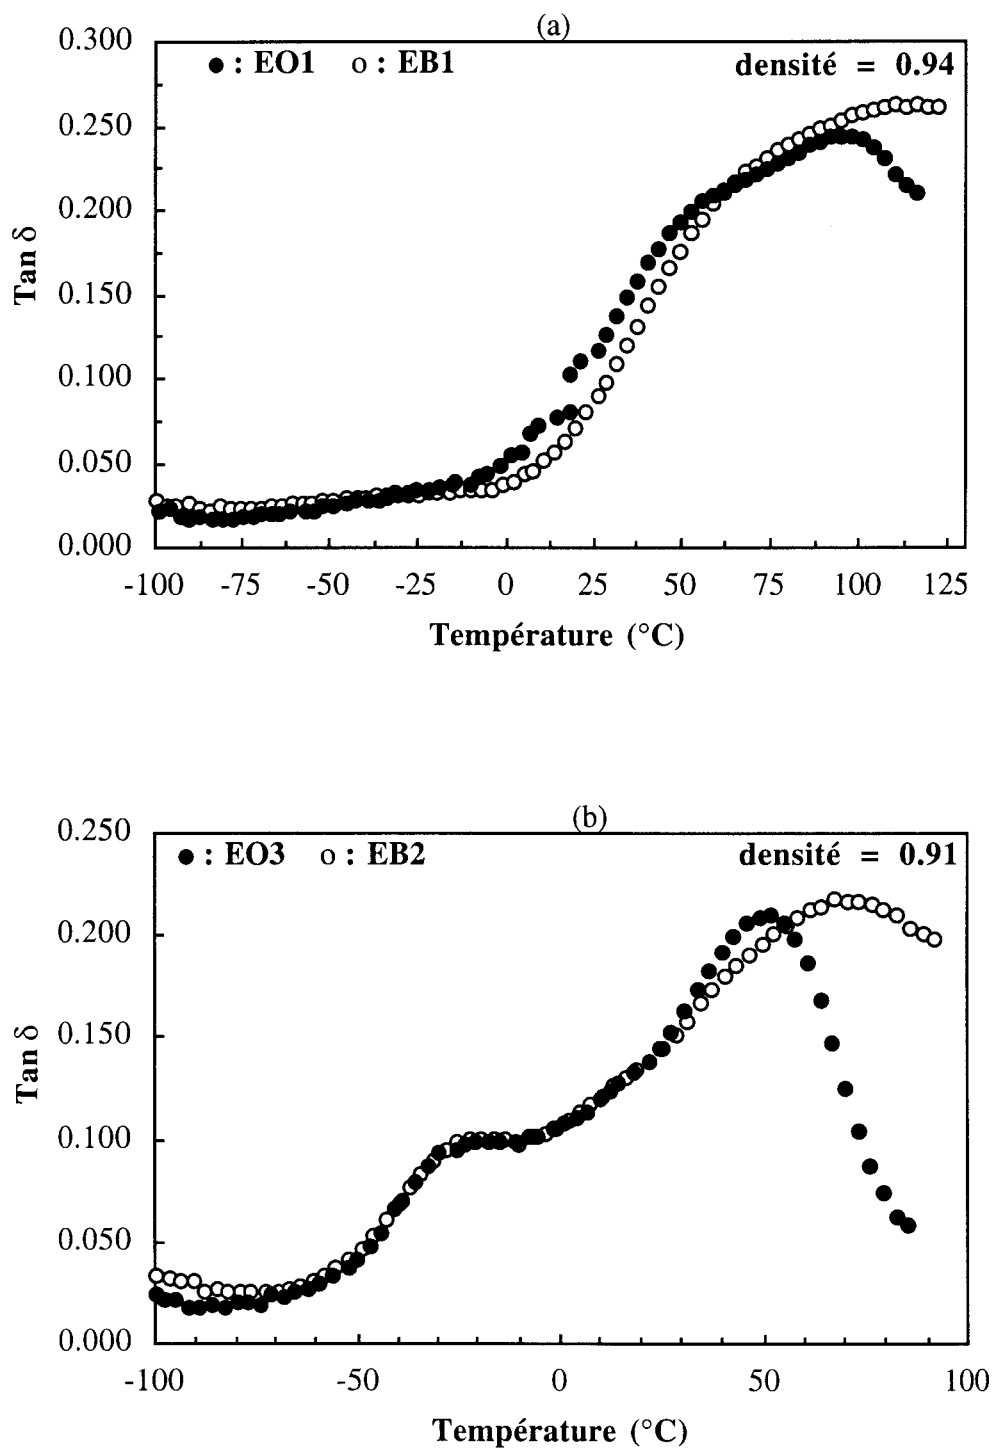 (a)
0.300
● : EO1 ○ : EB1 densité = 0.94
0.250
0.200
0.150
0.100
0.050
0.000
Tan δ
-100 -75 -50 -25 0 25 50 75 100 125
Température (°C)
(b)
0.250
● : EO3 ○ : EB2 densité = 0.91
0.200
0.150
0.100
0.050
0.000
Tan δ
-100 -50 0 50 100
Température (°C)